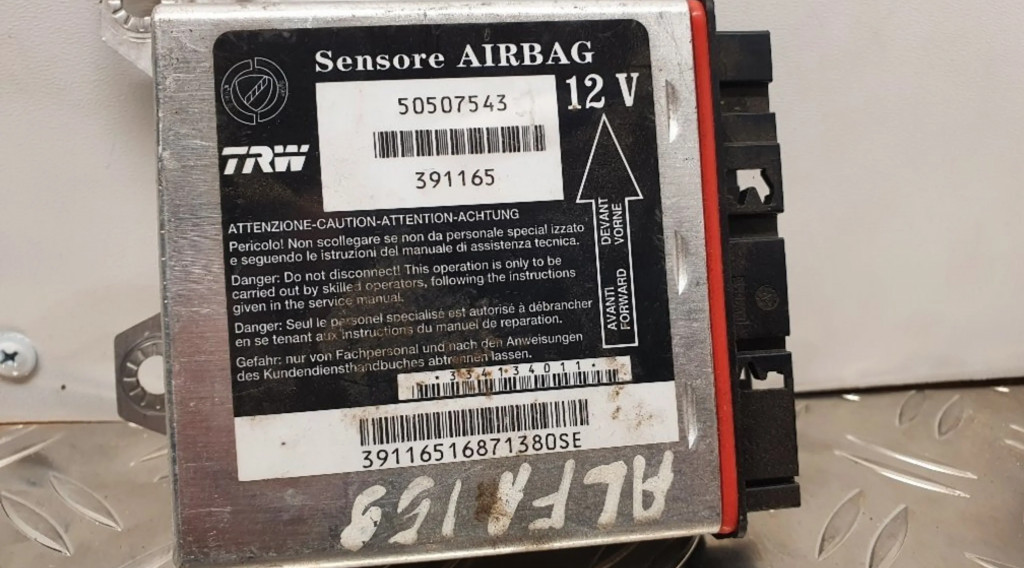 Sensore AIRBAG
50507543
12 V
391165
TRW
ATTENZIONE-CAUTION-ATTENTION-ACHTUNG
Pericolo! Non scollegare se non da personale specializzato
e seguendo le istruzioni del manuale di assistenza tecnica.
Danger: Do not disconnect! This operation is only to be
carried out by skilled operators, following the instructions
given in the service manual.
Danger: Seul le personel specialisé est autorisé à débrancher
en se tenant aux instructions du manuel de reparation.
Gefahr: nur von Fachpersonal und nach den Anweisungen
des Kundendiensthandbuches abtrennen lassen.
AVANTI DEVANT
FORWARD VORNE
.334134011.
39116516871380SE
ALFA 159